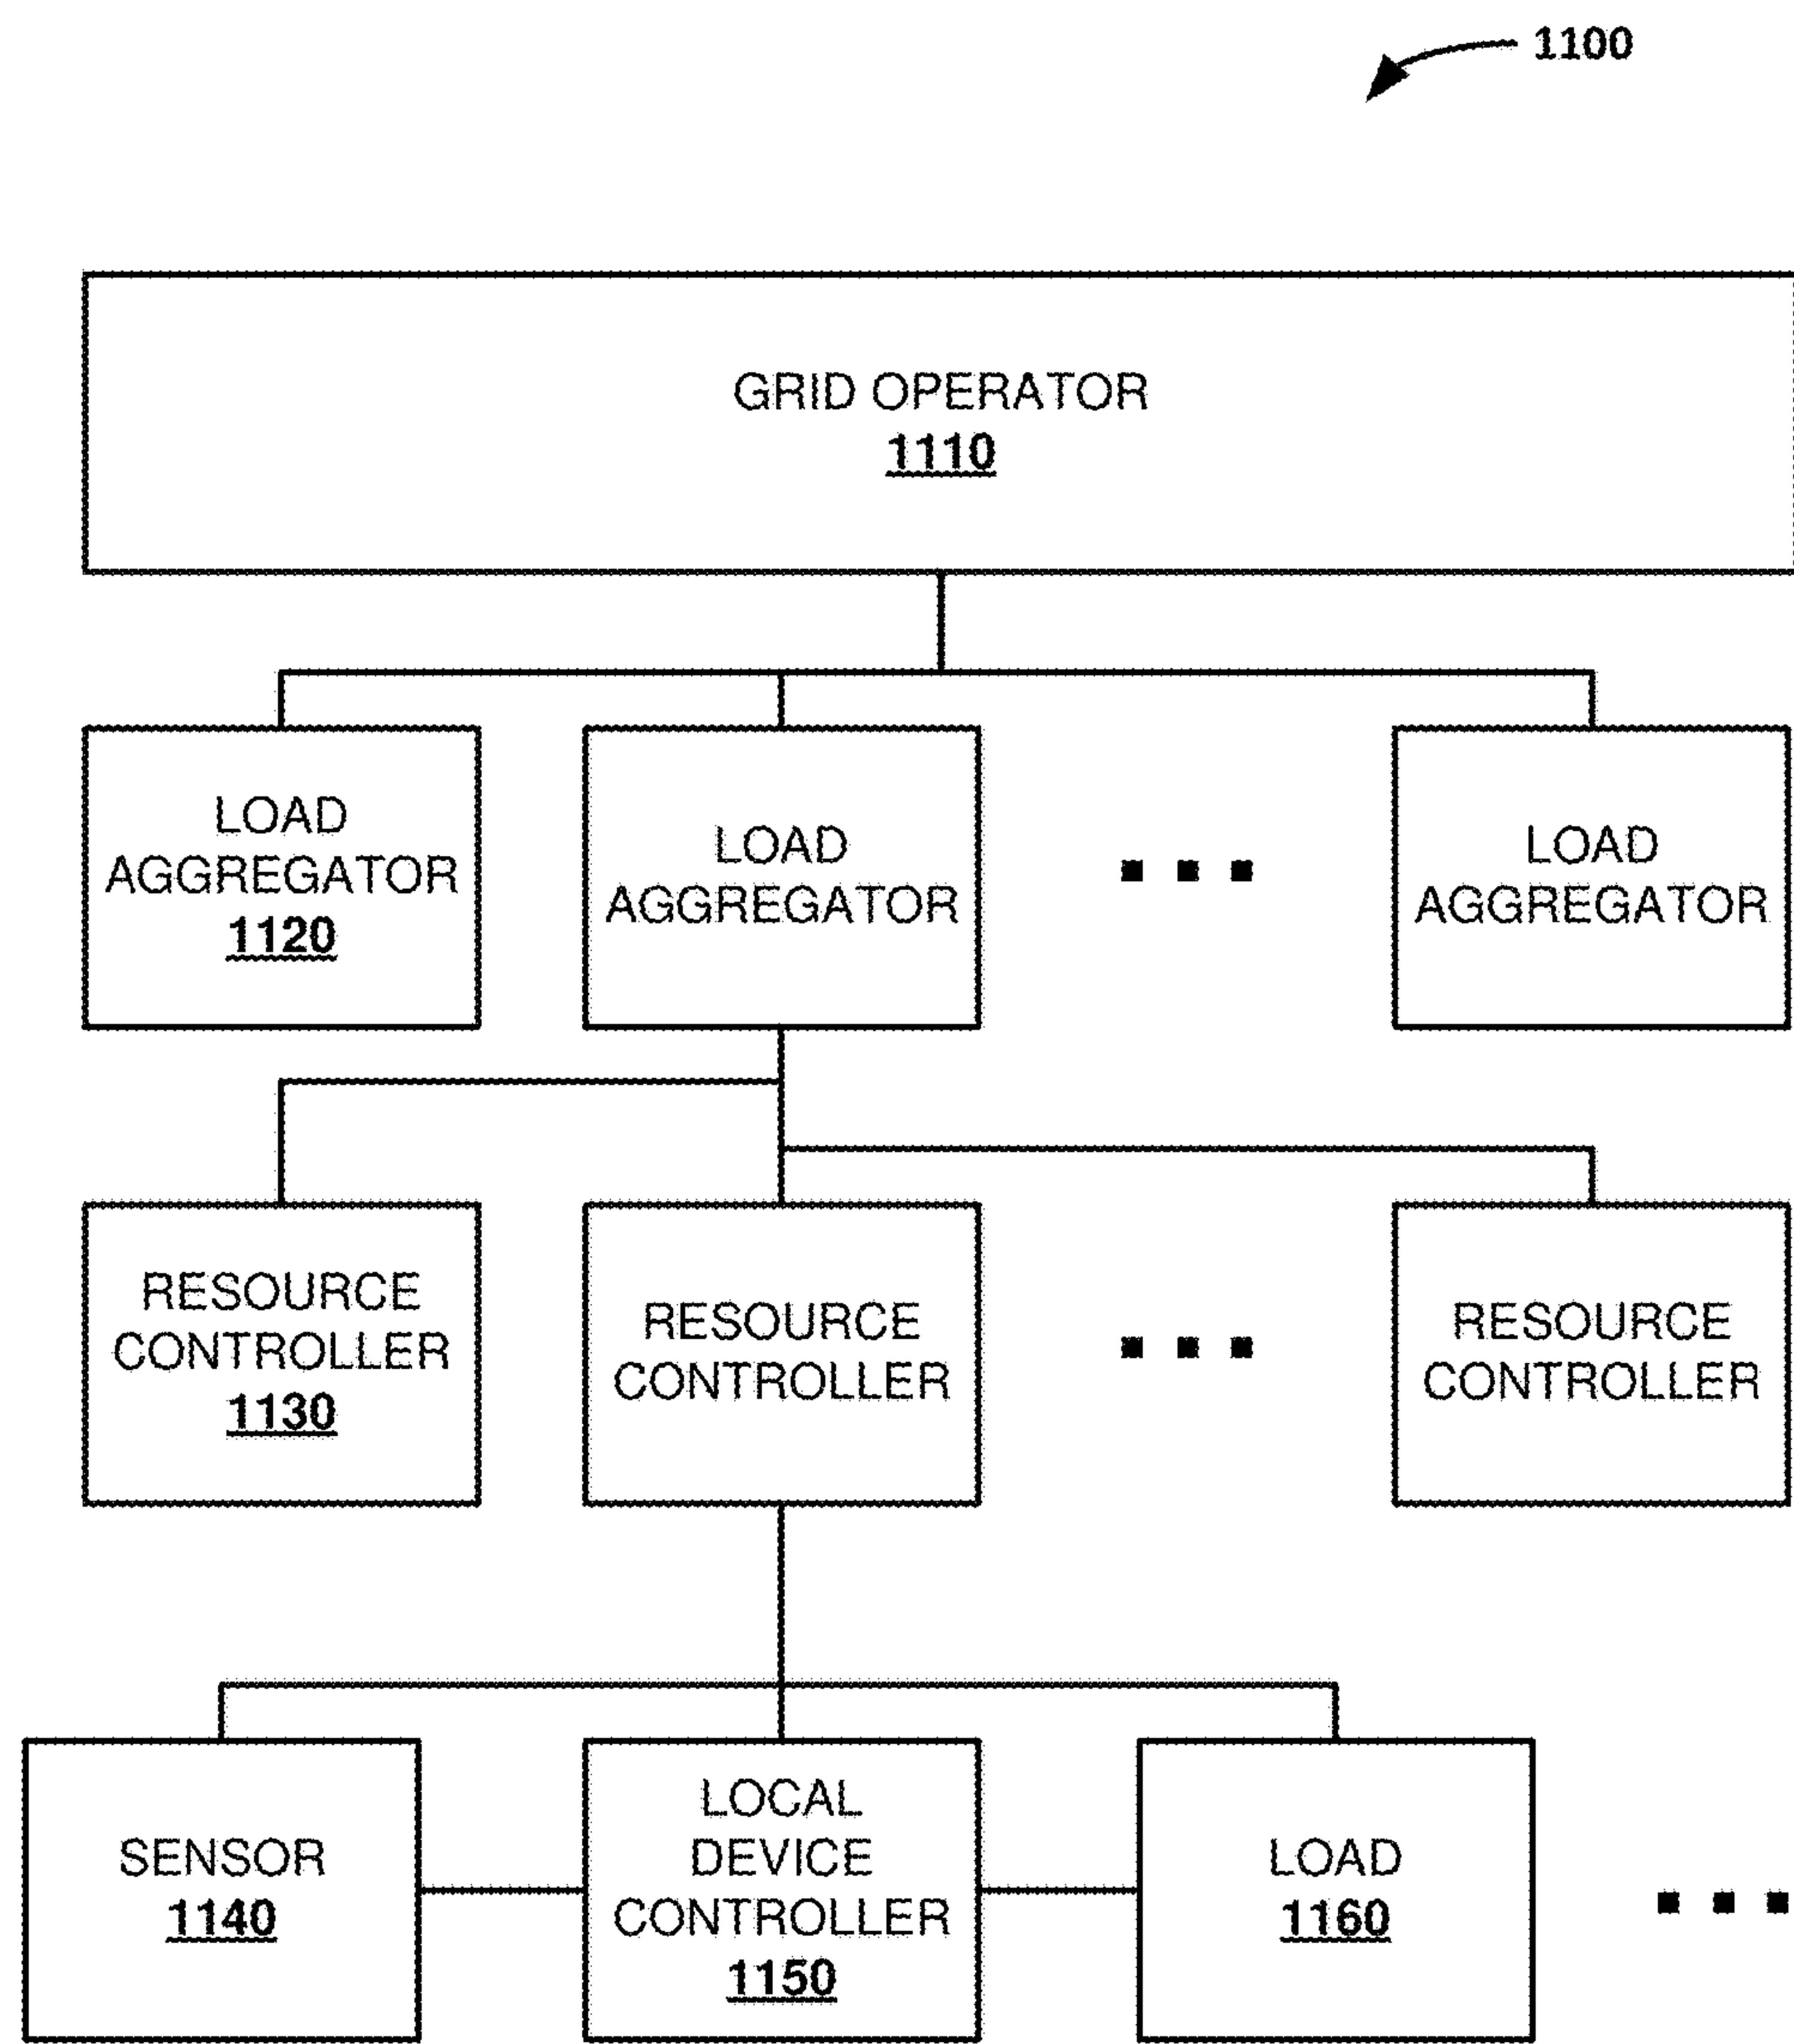 1100
GRID OPERATOR
1110
LOAD
AGGREGATOR
1120
LOAD
AGGREGATOR
LOAD
AGGREGATOR
RESOURCE
CONTROLLER
1130
RESOURCE
CONTROLLER
RESOURCE
CONTROLLER
SENSOR
1140
LOCAL
DEVICE
CONTROLLER
1150
LOAD
1160